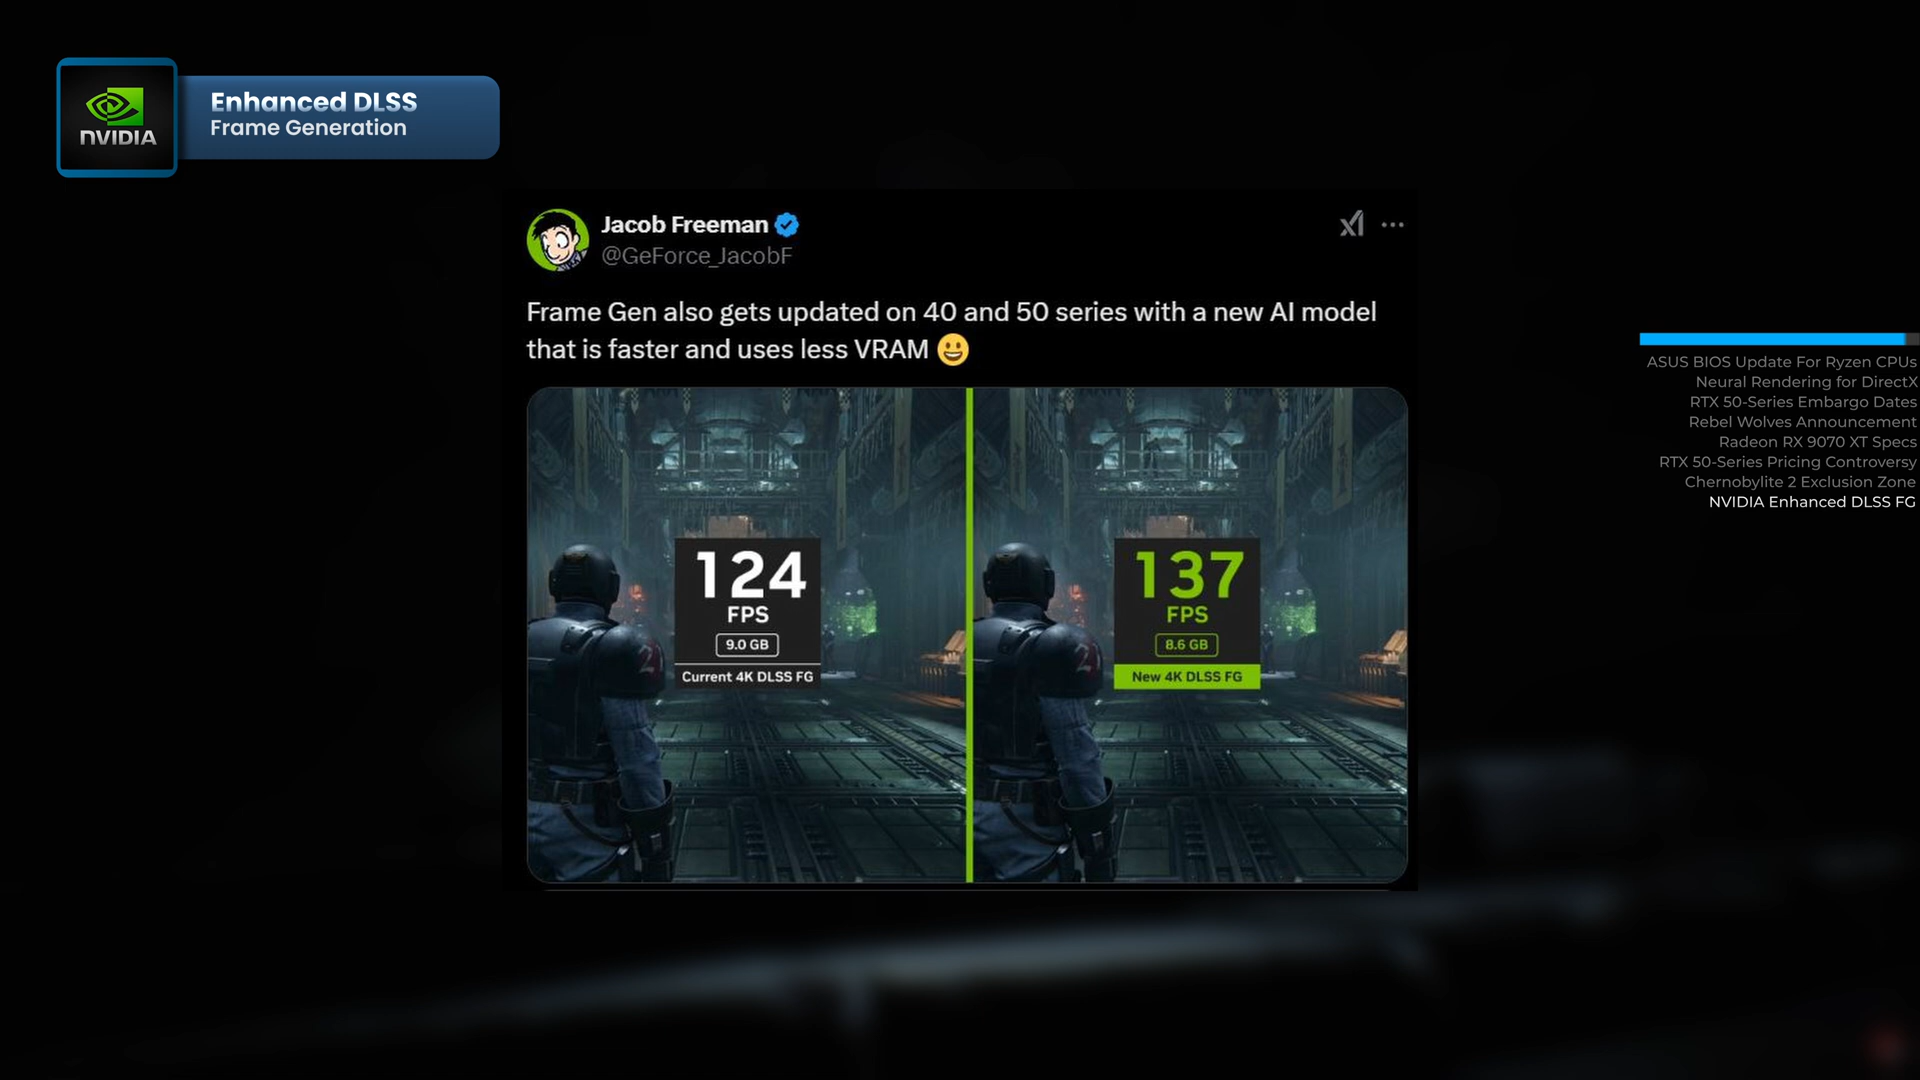 NVIDIA
Enhanced DLSS
Frame Generation
Jacob Freeman
@GeForce_JacobF
Frame Gen also gets updated on 40 and 50 series with a new AI model
that is faster and uses less VRAM 😀
124
FPS
9.0 GB
Current 4K DLSS FG
21
137
FPS
8.6 GB
New 4K DLSS FG
21
ASUS BIOS Update For Ryzen CPUs
Neural Rendering for DirectX
RTX 50-Series Embargo Dates
Rebel Wolves Announcement
Radeon RX 9070 XT Specs
RTX 50-Series Pricing Controversy
Chernobylite 2 Exclusion Zone
NVIDIA Enhanced DLSS FG